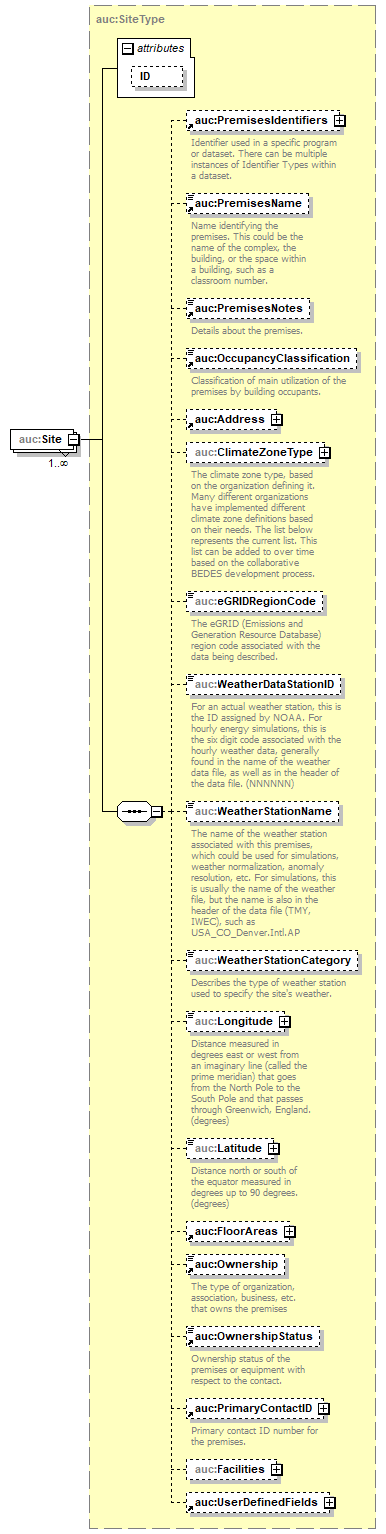 auc:SiteType
attributes
ID
auc:PremisesIdentifiers
Identifier used in a specific program
or dataset. There can be multiple
instances of Identifier Types within
a dataset.
auc:PremisesName
Name identifying the
premises. This could be the
name of the complex, the
building, or the space within
a building, such as a
classroom number.
auc:PremisesNotes
Details about the premises.
auc:OccupancyClassification
Classification of main utilization of the
premises by building occupants.
auc:Address
auc:Site
1..∞
auc:ClimateZoneType
The climate zone type, based
on the organization defining it.
Many different organizations
have implemented different
climate zone definitions based
on their needs. The list below
represents the current list. This
list can be added to over time
based on the collaborative
BEDES development process.
auc:eGRIDRegionCode
The eGRID (Emissions and
Generation Resource Database)
region code associated with the
data being described.
auc:WeatherDataStationID
For an actual weather station, this is
the ID assigned by NOAA. For
hourly energy simulations, this is
the six digit code associated with the
hourly weather data, generally
found in the name of the weather
data file, as well as in the header of
the data file. (NNNNNN)
auc:WeatherStationName
The name of the weather station
associated with this premises,
which could be used for simulations,
weather normalization, anomaly
resolution, etc. For simulations, this
is usually the name of the weather
file, but the name is also in the
header of the data file (TMY,
IWEC), such as
USA_CO_Denver.Intl.AP
auc:WeatherStationCategory
Describes the type of weather station
used to specify the site's weather.
auc:Longitude
Distance measured in
degrees east or west from
an imaginary line (called the
prime meridian) that goes
from the North Pole to the
South Pole and that passes
through Greenwich, England.
(degrees)
auc:Latitude
Distance north or south of
the equator measured in
degrees up to 90 degrees.
(degrees)
auc:FloorAreas
auc:Ownership
The type of organization,
association, business, etc.
that owns the premises
auc:OwnershipStatus
Ownership status of the
premises or equipment with
respect to the contact.
auc:PrimaryContactID
Primary contact ID number for
the premises.
auc:Facilities
auc:UserDefinedFields